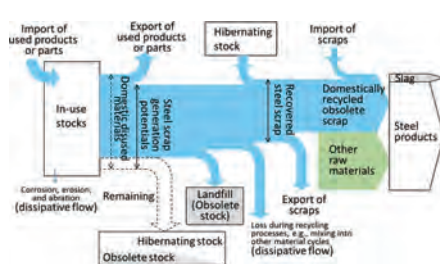 Import of
used products
or parts
Export of
used products
or parts
Hibernating
stock
Import of
scraps
In-use
stocks
Domestic disused
materials
Steel scrap
generation
potentials
Recovered
steel scrap
Domestically
recycled
obsolete
scrap
Slag
Steel
products
Other
raw
materials
Corrosion, erosion,
and abration
(dissipative flow)
Remaining
Landfill
(Obsolete
stock)
Export of
scraps
Loss during recycling
processes, e.g., mixing into
other material cycles
(dissipative flow)
Hibernating stock
Obsolete stock